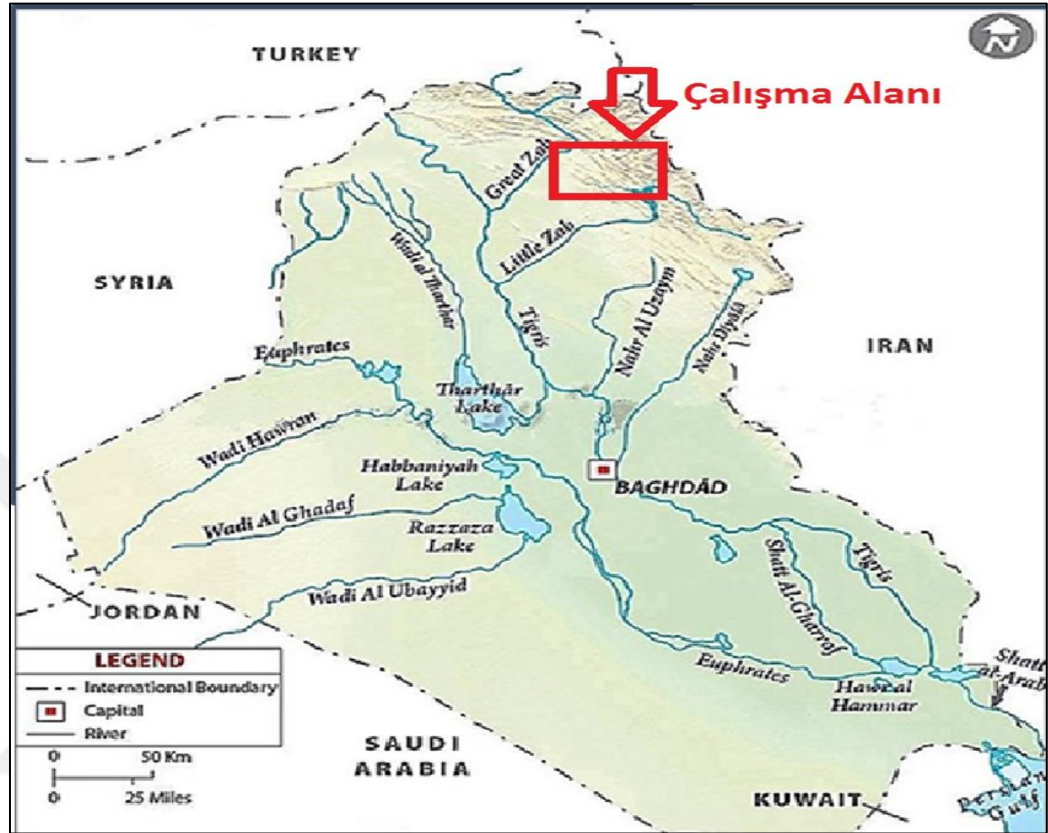 N
TURKEY
Çalışma Alanı
Great Zab
Little Zab
Wadi al Tharthar
SYRIA
Tigris
Nahr Al Uzaym
Nahr Diyālā
IRAN
Euphrates
Tharthār
Lake
Wadi Hawran
Habbaniyah
Lake
BAGHDĀD
Wadi Al Ghadaf
Razzaza
Lake
Wadi Al Ubayyid
Shatt Al-Gharraf
Tigris
JORDAN
Euphrates
Hawr al
Hammar
Shatt
al-Arab
LEGEND
International Boundary
Capital
River
0 50 Km
0 25 Miles
SAUDI
ARABIA
KUWAIT
Persian
Gulf